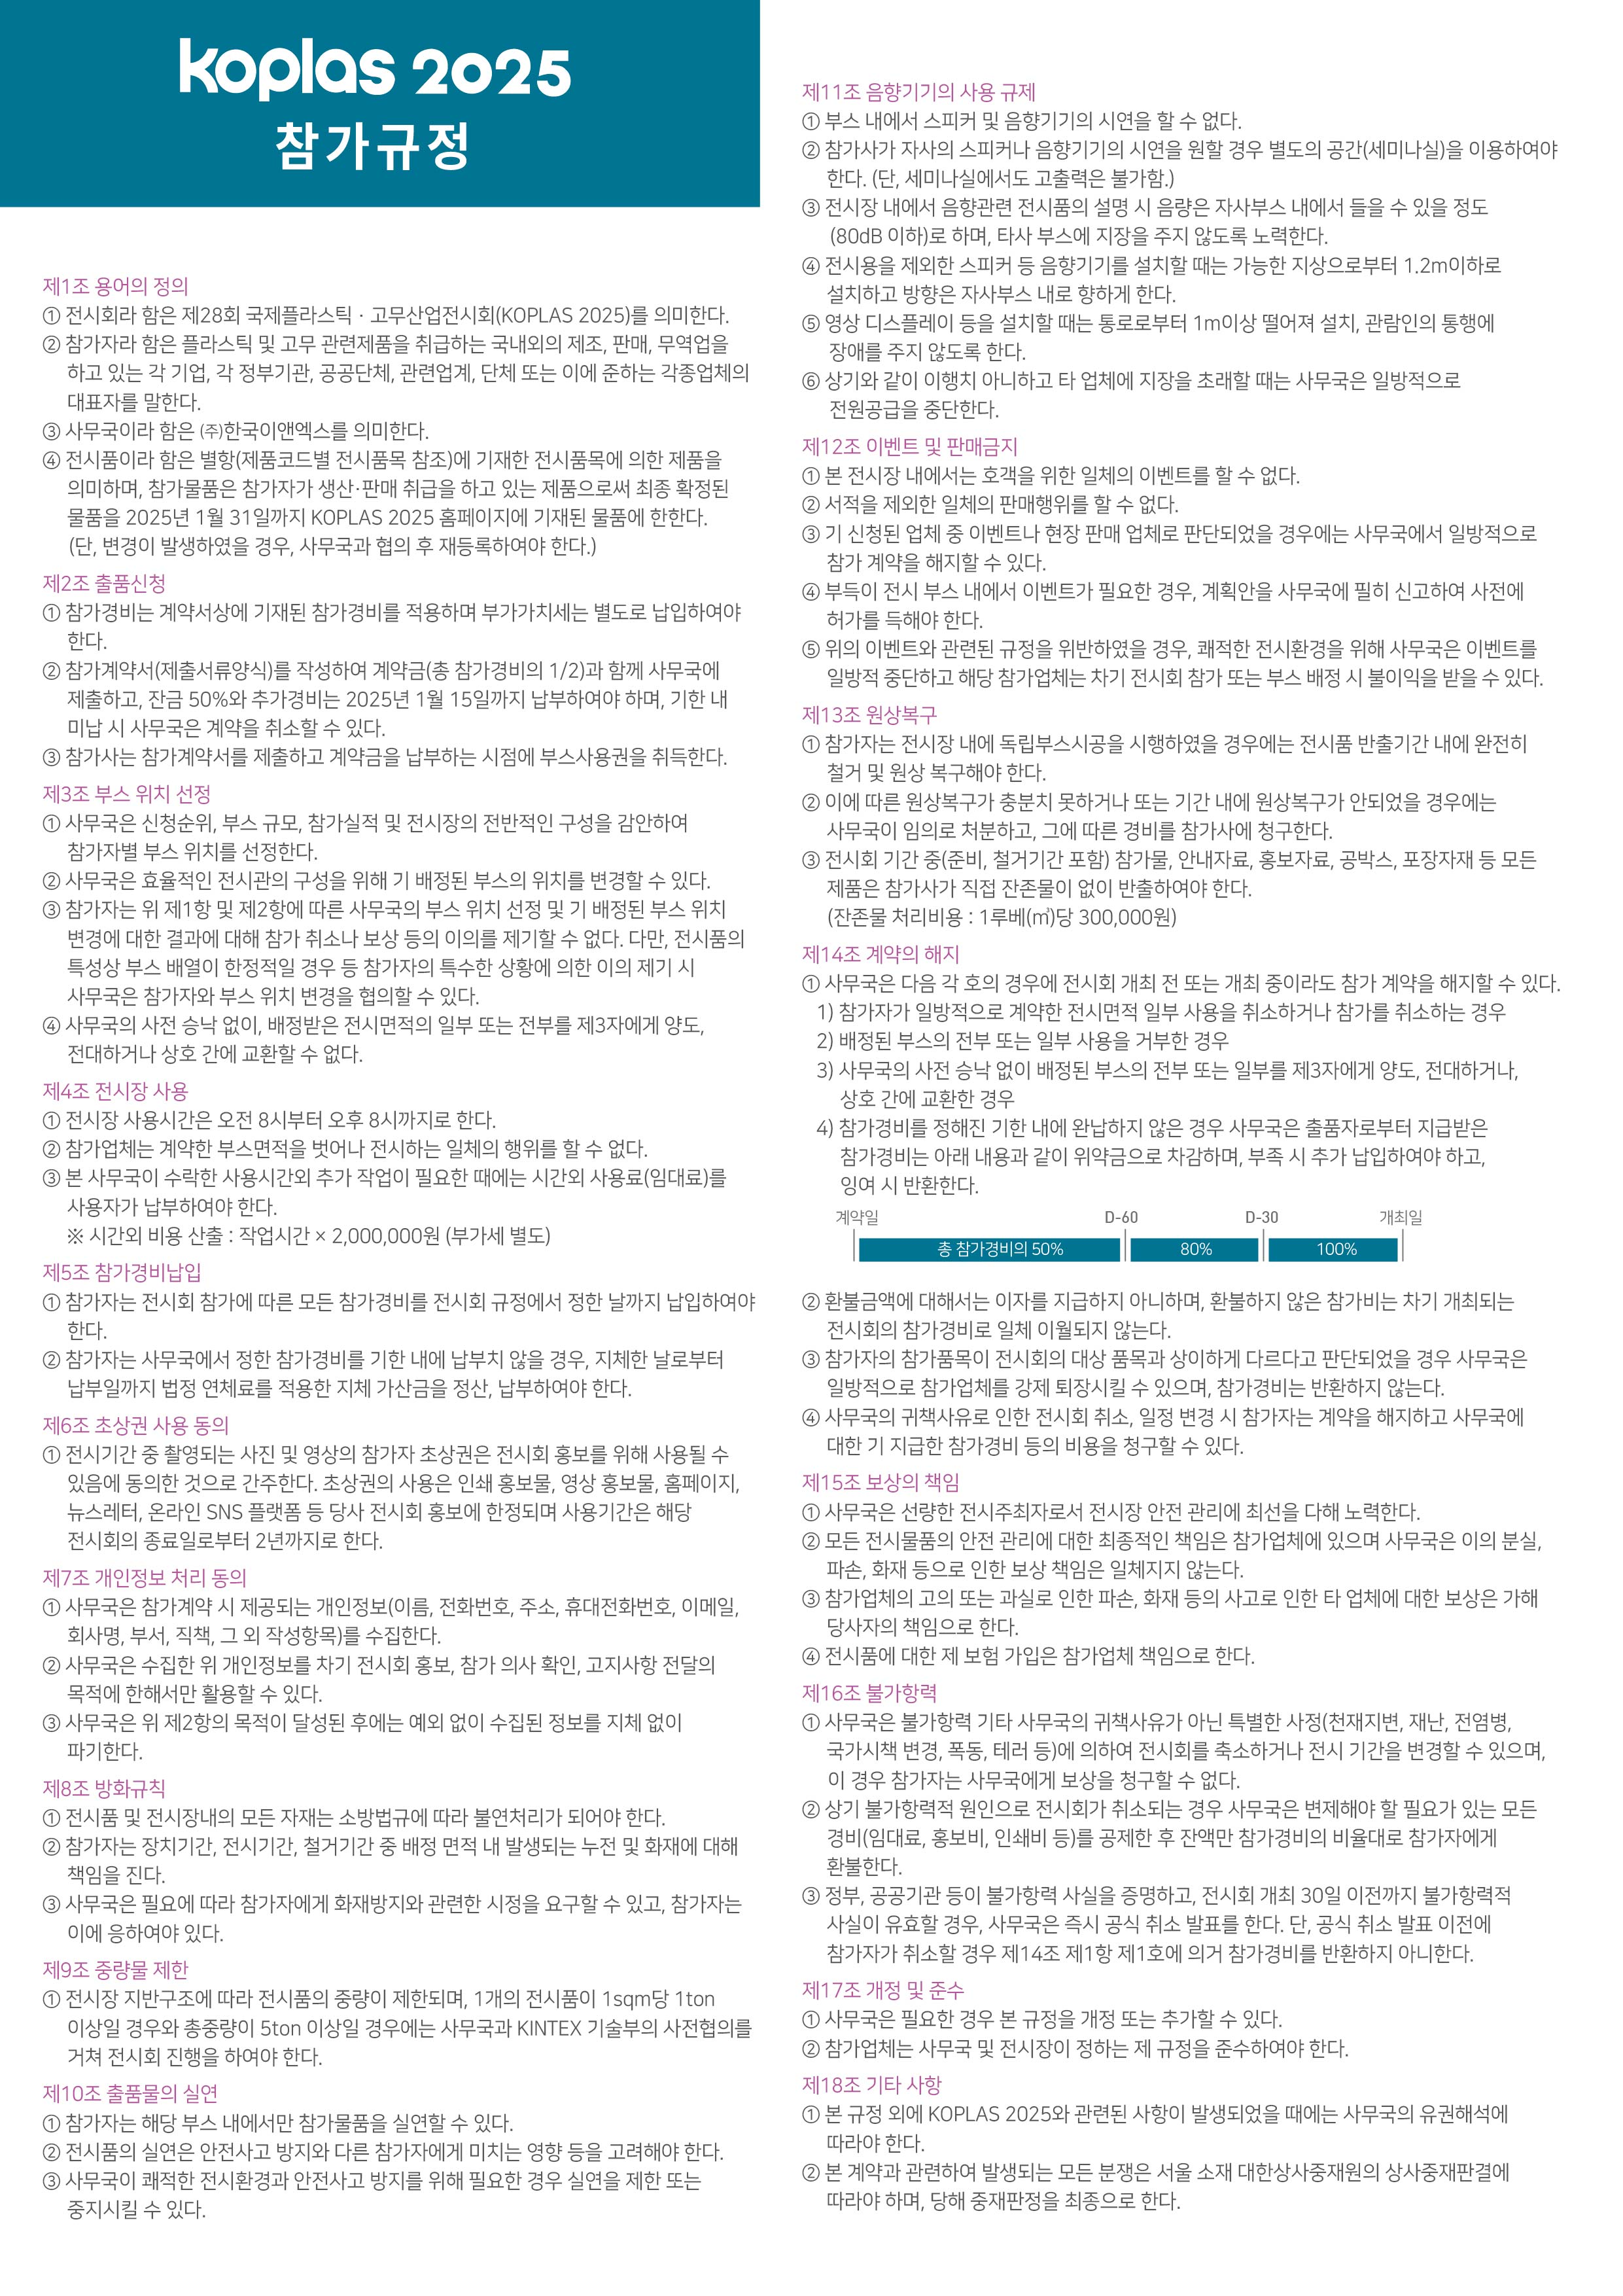 koplas 2025
참가규정
제1조 용어의 정의
① 전시회라 함은 제28회 국제플라스틱 · 고무산업전시회(KOPLAS 2025)를 의미한다.
② 참가자라 함은 플라스틱 및 고무 관련제품을 취급하는 국내외의 제조, 판매, 무역업을
하고 있는 각 기업, 각 정부기관, 공공단체, 관련업계, 단체 또는 이에 준하는 각종업체의
대표자를 말한다.
③ 사무국이라 함은 ㈜한국이앤엑스를 의미한다.
④ 전시품이라 함은 별항(제품코드별 전시품목 참조)에 기재한 전시품목에 의한 제품을
의미하며, 참가물품은 참가자가 생산·판매 취급을 하고 있는 제품으로써 최종 확정된
물품을 2025년 1월 31일까지 KOPLAS 2025 홈페이지에 기재된 물품에 한한다.
(단, 변경이 발생하였을 경우, 사무국과 협의 후 재등록하여야 한다.)
제2조 출품신청
① 참가경비는 계약서상에 기재된 참가경비를 적용하며 부가가치세는 별도로 납입하여야
한다.
② 참가계약서(제출서류양식)를 작성하여 계약금(총 참가경비의 1/2)과 함께 사무국에
제출하고, 잔금 50%와 추가경비는 2025년 1월 15일까지 납부하여야 하며, 기한 내
미납 시 사무국은 계약을 취소할 수 있다.
③ 참가사는 참가계약서를 제출하고 계약금을 납부하는 시점에 부스사용권을 취득한다.
제3조 부스 위치 선정
① 사무국은 신청순위, 부스 규모, 참가실적 및 전시장의 전반적인 구성을 감안하여
참가자별 부스 위치를 선정한다.
② 사무국은 효율적인 전시관의 구성을 위해 기 배정된 부스의 위치를 변경할 수 있다.
③ 참가자는 위 제1항 및 제2항에 따른 사무국의 부스 위치 선정 및 기 배정된 부스 위치
변경에 대한 결과에 대해 참가 취소나 보상 등의 이의를 제기할 수 없다. 다만, 전시품의
특성상 부스 배열이 한정적일 경우 등 참가자의 특수한 상황에 의한 이의 제기 시
사무국은 참가자와 부스 위치 변경을 협의할 수 있다.
④ 사무국의 사전 승낙 없이, 배정받은 전시면적의 일부 또는 전부를 제3자에게 양도,
전대하거나 상호 간에 교환할 수 없다.
제4조 전시장 사용
① 전시장 사용시간은 오전 8시부터 오후 8시까지로 한다.
② 참가업체는 계약한 부스면적을 벗어나 전시하는 일체의 행위를 할 수 없다.
③ 본 사무국이 수락한 사용시간외 추가 작업이 필요한 때에는 시간외 사용료(임대료)를
사용자가 납부하여야 한다.
※ 시간외 비용 산출 : 작업시간 × 2,000,000원 (부가세 별도)
제5조 참가경비납입
① 참가자는 전시회 참가에 따른 모든 참가경비를 전시회 규정에서 정한 날까지 납입하여야
한다.
② 참가자는 사무국에서 정한 참가경비를 기한 내에 납부치 않을 경우, 지체한 날로부터
납부일까지 법정 연체료를 적용한 지체 가산금을 정산, 납부하여야 한다.
제6조 초상권 사용 동의
① 전시기간 중 촬영되는 사진 및 영상의 참가자 초상권은 전시회 홍보를 위해 사용될 수
있음에 동의한 것으로 간주한다. 초상권의 사용은 인쇄 홍보물, 영상 홍보물, 홈페이지,
뉴스레터, 온라인 SNS 플랫폼 등 당사 전시회 홍보에 한정되며 사용기간은 해당
전시회의 종료일로부터 2년까지로 한다.
제7조 개인정보 처리 동의
① 사무국은 참가계약 시 제공되는 개인정보(이름, 전화번호, 주소, 휴대전화번호, 이메일,
회사명, 부서, 직책, 그 외 작성항목)를 수집한다.
② 사무국은 수집한 위 개인정보를 차기 전시회 홍보, 참가 의사 확인, 고지사항 전달의
목적에 한해서만 활용할 수 있다.
③ 사무국은 위 제2항의 목적이 달성된 후에는 예외 없이 수집된 정보를 지체 없이
파기한다.
제8조 방화규칙
① 전시품 및 전시장내의 모든 자재는 소방법규에 따라 불연처리가 되어야 한다.
② 참가자는 장치기간, 전시기간, 철거기간 중 배정 면적 내 발생되는 누전 및 화재에 대해
책임을 진다.
③ 사무국은 필요에 따라 참가자에게 화재방지와 관련한 시정을 요구할 수 있고, 참가자는
이에 응하여야 있다.
제9조 중량물 제한
① 전시장 지반구조에 따라 전시품의 중량이 제한되며, 1개의 전시품이 1sqm당 1ton
이상일 경우와 총중량이 5ton 이상일 경우에는 사무국과 KINTEX 기술부의 사전협의를
거쳐 전시회 진행을 하여야 한다.
제10조 출품물의 실연
① 참가자는 해당 부스 내에서만 참가물품을 실연할 수 있다.
② 전시품의 실연은 안전사고 방지와 다른 참가자에게 미치는 영향 등을 고려해야 한다.
③ 사무국이 쾌적한 전시환경과 안전사고 방지를 위해 필요한 경우 실연을 제한 또는
중지시킬 수 있다.
제11조 음향기기의 사용 규제
① 부스 내에서 스피커 및 음향기기의 시연을 할 수 없다.
② 참가사가 자사의 스피커나 음향기기의 시연을 원할 경우 별도의 공간(세미나실)을 이용하여야
한다. (단, 세미나실에서도 고출력은 불가함.)
③ 전시장 내에서 음향관련 전시품의 설명 시 음량은 자사부스 내에서 들을 수 있을 정도
(80dB 이하)로 하며, 타사 부스에 지장을 주지 않도록 노력한다.
④ 전시용을 제외한 스피커 등 음향기기를 설치할 때는 가능한 지상으로부터 1.2m이하로
설치하고 방향은 자사부스 내로 향하게 한다.
⑤ 영상 디스플레이 등을 설치할 때는 통로로부터 1m이상 떨어져 설치, 관람인의 통행에
장애를 주지 않도록 한다.
⑥ 상기와 같이 이행치 아니하고 타 업체에 지장을 초래할 때는 사무국은 일방적으로
전원공급을 중단한다.
제12조 이벤트 및 판매금지
① 본 전시장 내에서는 호객을 위한 일체의 이벤트를 할 수 없다.
② 서적을 제외한 일체의 판매행위를 할 수 없다.
③ 기 신청된 업체 중 이벤트나 현장 판매 업체로 판단되었을 경우에는 사무국에서 일방적으로
참가 계약을 해지할 수 있다.
④ 부득이 전시 부스 내에서 이벤트가 필요한 경우, 계획안을 사무국에 필히 신고하여 사전에
허가를 득해야 한다.
⑤ 위의 이벤트와 관련된 규정을 위반하였을 경우, 쾌적한 전시환경을 위해 사무국은 이벤트를
일방적 중단하고 해당 참가업체는 차기 전시회 참가 또는 부스 배정 시 불이익을 받을 수 있다.
제13조 원상복구
① 참가자는 전시장 내에 독립부스시공을 시행하였을 경우에는 전시품 반출기간 내에 완전히
철거 및 원상 복구해야 한다.
② 이에 따른 원상복구가 충분치 못하거나 또는 기간 내에 원상복구가 안되었을 경우에는
사무국이 임의로 처분하고, 그에 따른 경비를 참가사에 청구한다.
③ 전시회 기간 중(준비, 철거기간 포함) 참가물, 안내자료, 홍보자료, 공박스, 포장자재 등 모든
제품은 참가사가 직접 잔존물이 없이 반출하여야 한다.
(잔존물 처리비용 : 1루베(㎥)당 300,000원)
제14조 계약의 해지
① 사무국은 다음 각 호의 경우에 전시회 개최 전 또는 개최 중이라도 참가 계약을 해지할 수 있다.
1) 참가자가 일방적으로 계약한 전시면적 일부 사용을 취소하거나 참가를 취소하는 경우
2) 배정된 부스의 전부 또는 일부 사용을 거부한 경우
3) 사무국의 사전 승낙 없이 배정된 부스의 전부 또는 일부를 제3자에게 양도, 전대하거나,
상호 간에 교환한 경우
4) 참가경비를 정해진 기한 내에 완납하지 않은 경우 사무국은 출품자로부터 지급받은
참가경비는 아래 내용과 같이 위약금으로 차감하며, 부족 시 추가 납입하여야 하고,
잉여 시 반환한다.
계약일 D-60 D-30 개최일
총 참가경비의 50% 80% 100%
② 환불금액에 대해서는 이자를 지급하지 아니하며, 환불하지 않은 참가비는 차기 개최되는
전시회의 참가경비로 일체 이월되지 않는다.
③ 참가자의 참가품목이 전시회의 대상 품목과 상이하게 다르다고 판단되었을 경우 사무국은
일방적으로 참가업체를 강제 퇴장시킬 수 있으며, 참가경비는 반환하지 않는다.
④ 사무국의 귀책사유로 인한 전시회 취소, 일정 변경 시 참가자는 계약을 해지하고 사무국에
대한 기 지급한 참가경비 등의 비용을 청구할 수 있다.
제15조 보상의 책임
① 사무국은 선량한 전시주최자로서 전시장 안전 관리에 최선을 다해 노력한다.
② 모든 전시물품의 안전 관리에 대한 최종적인 책임은 참가업체에 있으며 사무국은 이의 분실,
파손, 화재 등으로 인한 보상 책임은 일체지지 않는다.
③ 참가업체의 고의 또는 과실로 인한 파손, 화재 등의 사고로 인한 타 업체에 대한 보상은 가해
당사자의 책임으로 한다.
④ 전시품에 대한 제 보험 가입은 참가업체 책임으로 한다.
제16조 불가항력
① 사무국은 불가항력 기타 사무국의 귀책사유가 아닌 특별한 사정(천재지변, 재난, 전염병,
국가시책 변경, 폭동, 테러 등)에 의하여 전시회를 축소하거나 전시 기간을 변경할 수 있으며,
이 경우 참가자는 사무국에게 보상을 청구할 수 없다.
② 상기 불가항력적 원인으로 전시회가 취소되는 경우 사무국은 변제해야 할 필요가 있는 모든
경비(임대료, 홍보비, 인쇄비 등)를 공제한 후 잔액만 참가경비의 비율대로 참가자에게
환불한다.
③ 정부, 공공기관 등이 불가항력 사실을 증명하고, 전시회 개최 30일 이전까지 불가항력적
사실이 유효할 경우, 사무국은 즉시 공식 취소 발표를 한다. 단, 공식 취소 발표 이전에
참가자가 취소할 경우 제14조 제1항 제1호에 의거 참가경비를 반환하지 아니한다.
제17조 개정 및 준수
① 사무국은 필요한 경우 본 규정을 개정 또는 추가할 수 있다.
② 참가업체는 사무국 및 전시장이 정하는 제 규정을 준수하여야 한다.
제18조 기타 사항
① 본 규정 외에 KOPLAS 2025와 관련된 사항이 발생되었을 때에는 사무국의 유권해석에
따라야 한다.
② 본 계약과 관련하여 발생되는 모든 분쟁은 서울 소재 대한상사중재원의 상사중재판결에
따라야 하며, 당해 중재판정을 최종으로 한다.